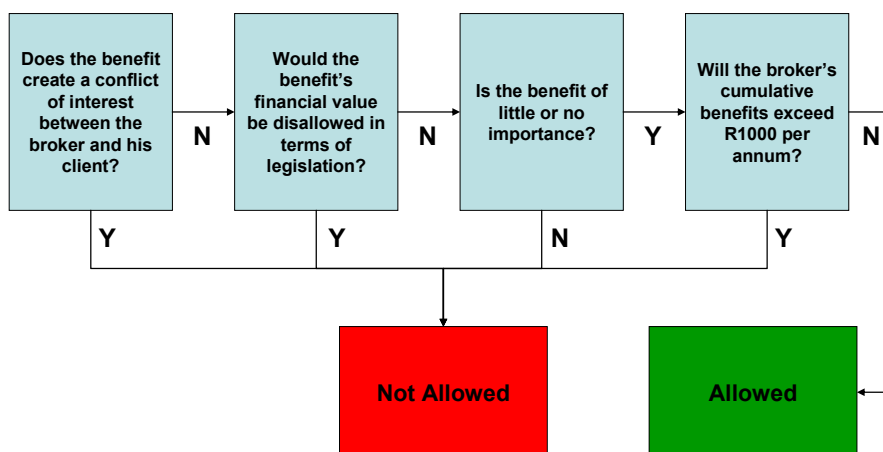 Does the benefit
create a conflict
of interest
between the
broker and his
client?
N
Would the
benefit's
financial value
be disallowed in
terms of
legislation?
N
Is the benefit of
little or no
importance?
Y
Will the broker's
cumulative
benefits exceed
R1000 per
annum?
N
Y
Y
N
Y
Not Allowed
Allowed